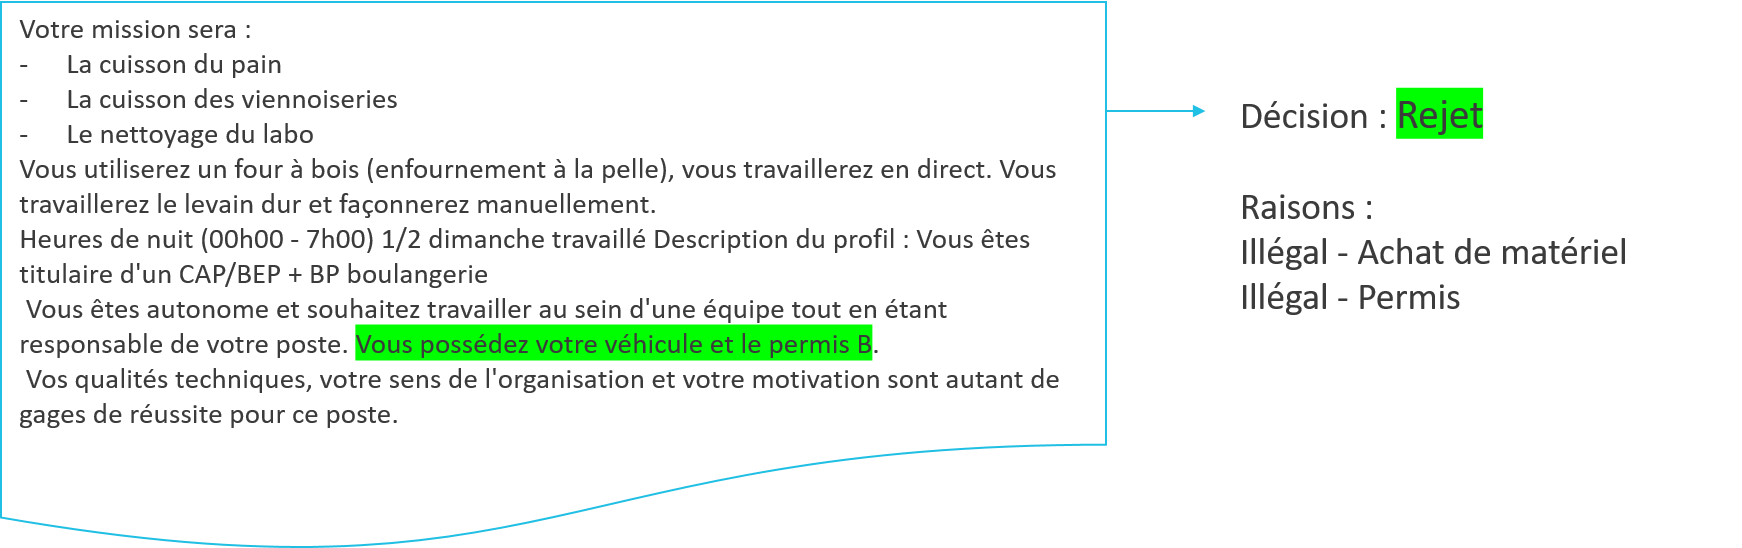 Votre mission sera :
- La cuisson du pain
- La cuisson des viennoiseries
- Le nettoyage du labo
Vous utiliserez un four à bois (enfournement à la pelle), vous travaillerez en direct. Vous
travaillerez le levain dur et façonnerez manuellement.
Heures de nuit (00h00 - 7h00) 1/2 dimanche travaillé Description du profil : Vous êtes
titulaire d'un CAP/BEP + BP boulangerie
Vous êtes autonome et souhaitez travailler au sein d'une équipe tout en étant
responsable de votre poste. Vous possédez votre véhicule et le permis B.
Vos qualités techniques, votre sens de l'organisation et votre motivation sont autant de
gages de réussite pour ce poste.
Décision : Rejet
Raisons :
Illégal - Achat de matériel
Illégal - Permis